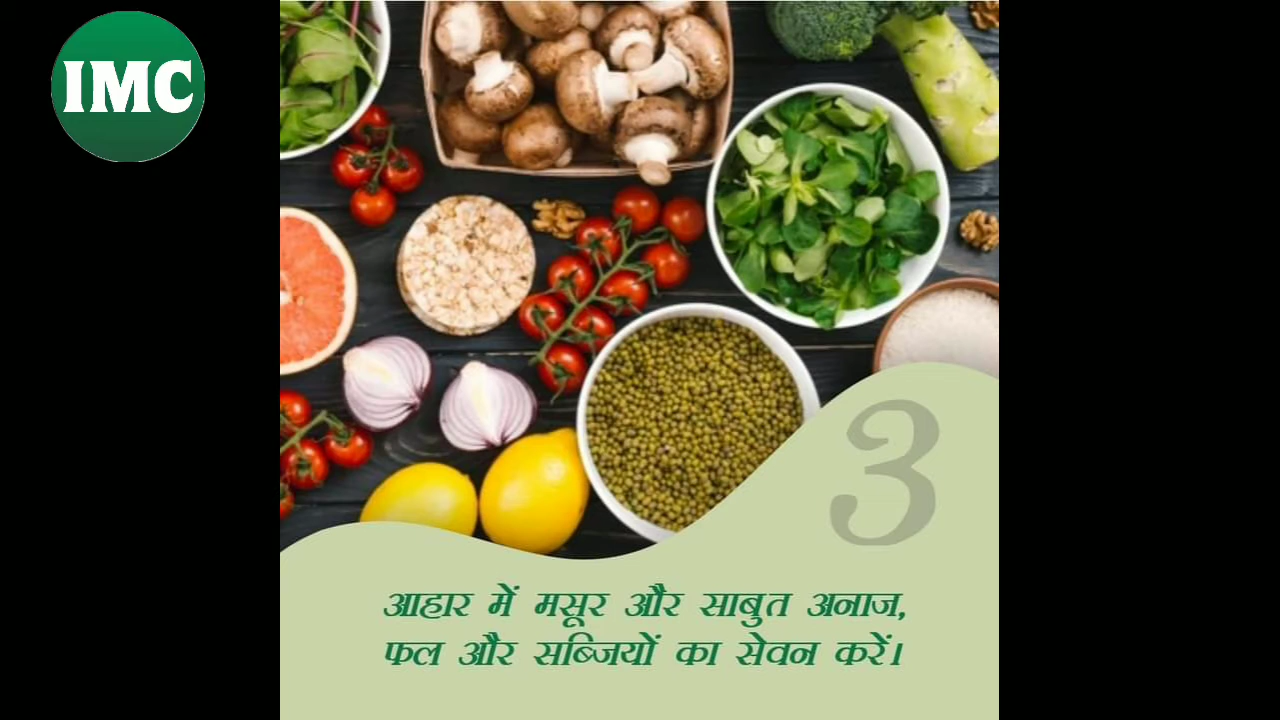 IMC
3
आहार में मसूर और साबुत अनाज,
फल और सब्जियों का सेवन करें।